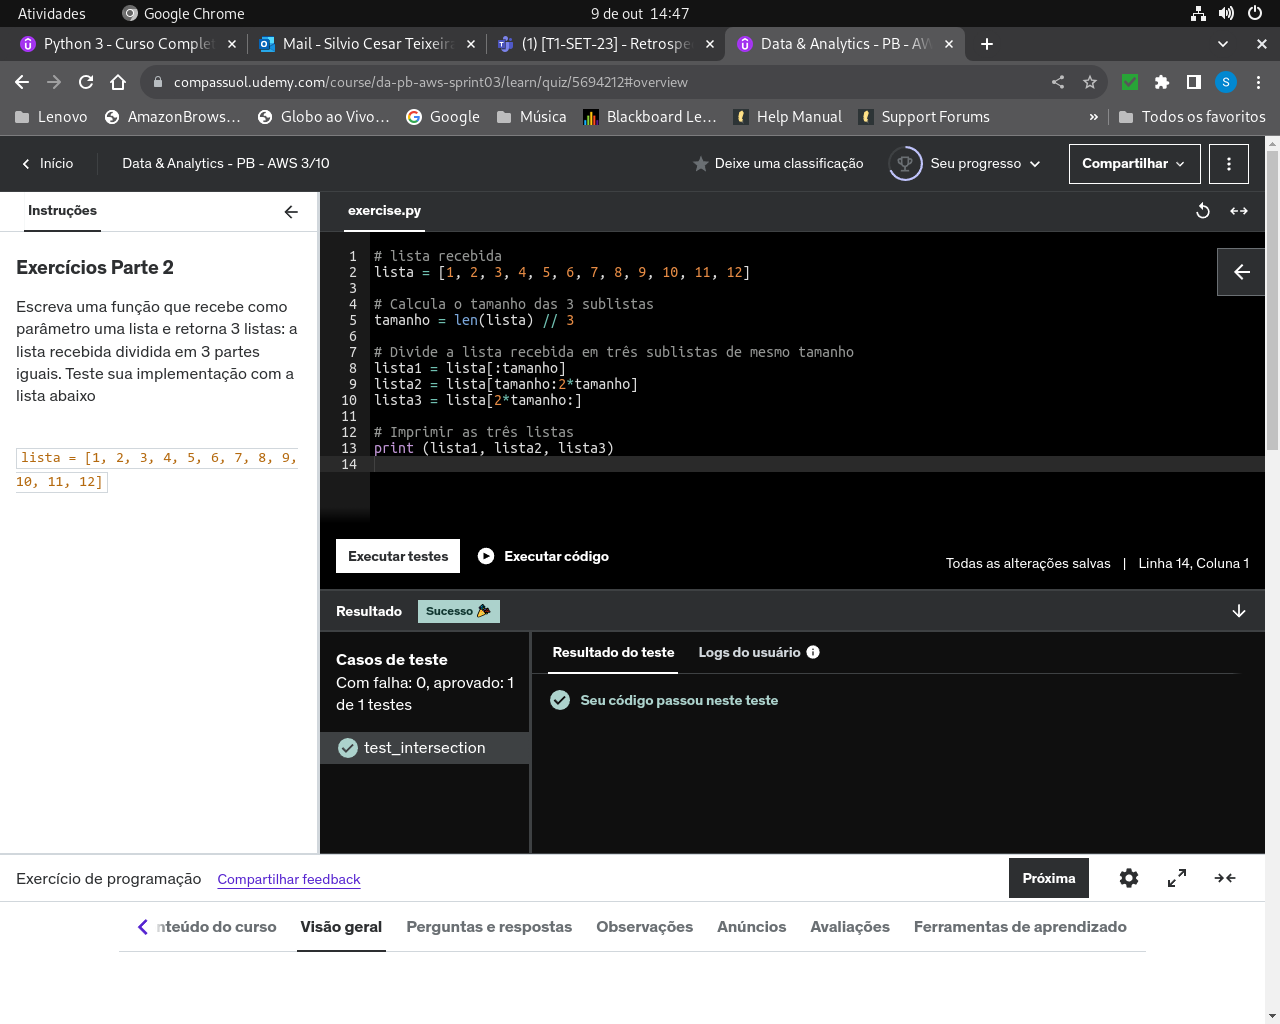 Atividades
Google Chrome
9 de out 14:47
Python 3 - Curso Complet
Mail - Silvio Cesar Teixeira
(1) [T1-SET-23] - Retrospe
Data & Analytics - PB - AW
compassuol.udemy.com/course/da-pb-aws-sprint03/learn/quiz/5694212#overview
S
Lenovo
AmazonBrows...
Globo ao Vivo...
Google
Música
Blackboard Le...
Help Manual
Support Forums
»
Todos os favoritos
Início
Data & Analytics - PB - AWS 3/10
Deixe uma classificação
Seu progresso
Compartilhar
Instruções
Exercícios Parte 2
Escreva uma função que recebe como
parâmetro uma lista e retorna 3 listas: a
lista recebida dividida em 3 partes
iguais. Teste sua implementação com a
lista abaixo
lista = [1, 2, 3, 4, 5, 6, 7, 8, 9,
10, 11, 12]
exercise.py
1 # lista recebida
2 lista = [1, 2, 3, 4, 5, 6, 7, 8, 9, 10, 11, 12]
3
4 # Calcula o tamanho das 3 sublistas
5 tamanho = len(lista) // 3
6
7 # Divide a lista recebida em três sublistas de mesmo tamanho
8 lista1 = lista[:tamanho]
9 lista2 = lista[tamanho:2*tamanho]
10 lista3 = lista[2*tamanho:]
11
12 # Imprimir as três listas
13 print (lista1, lista2, lista3)
14
Executar testes
Executar código
Todas as alterações salvas | Linha 14, Coluna 1
Resultado
Sucesso
Casos de teste
Com falha: 0, aprovado: 1
de 1 testes
test_intersection
Resultado do teste
Logs do usuário
Seu código passou neste teste
Exercício de programação
Compartilhar feedback
Próxima
nteúdo do curso
Visão geral
Perguntas e respostas
Observações
Anúncios
Avaliações
Ferramentas de aprendizado